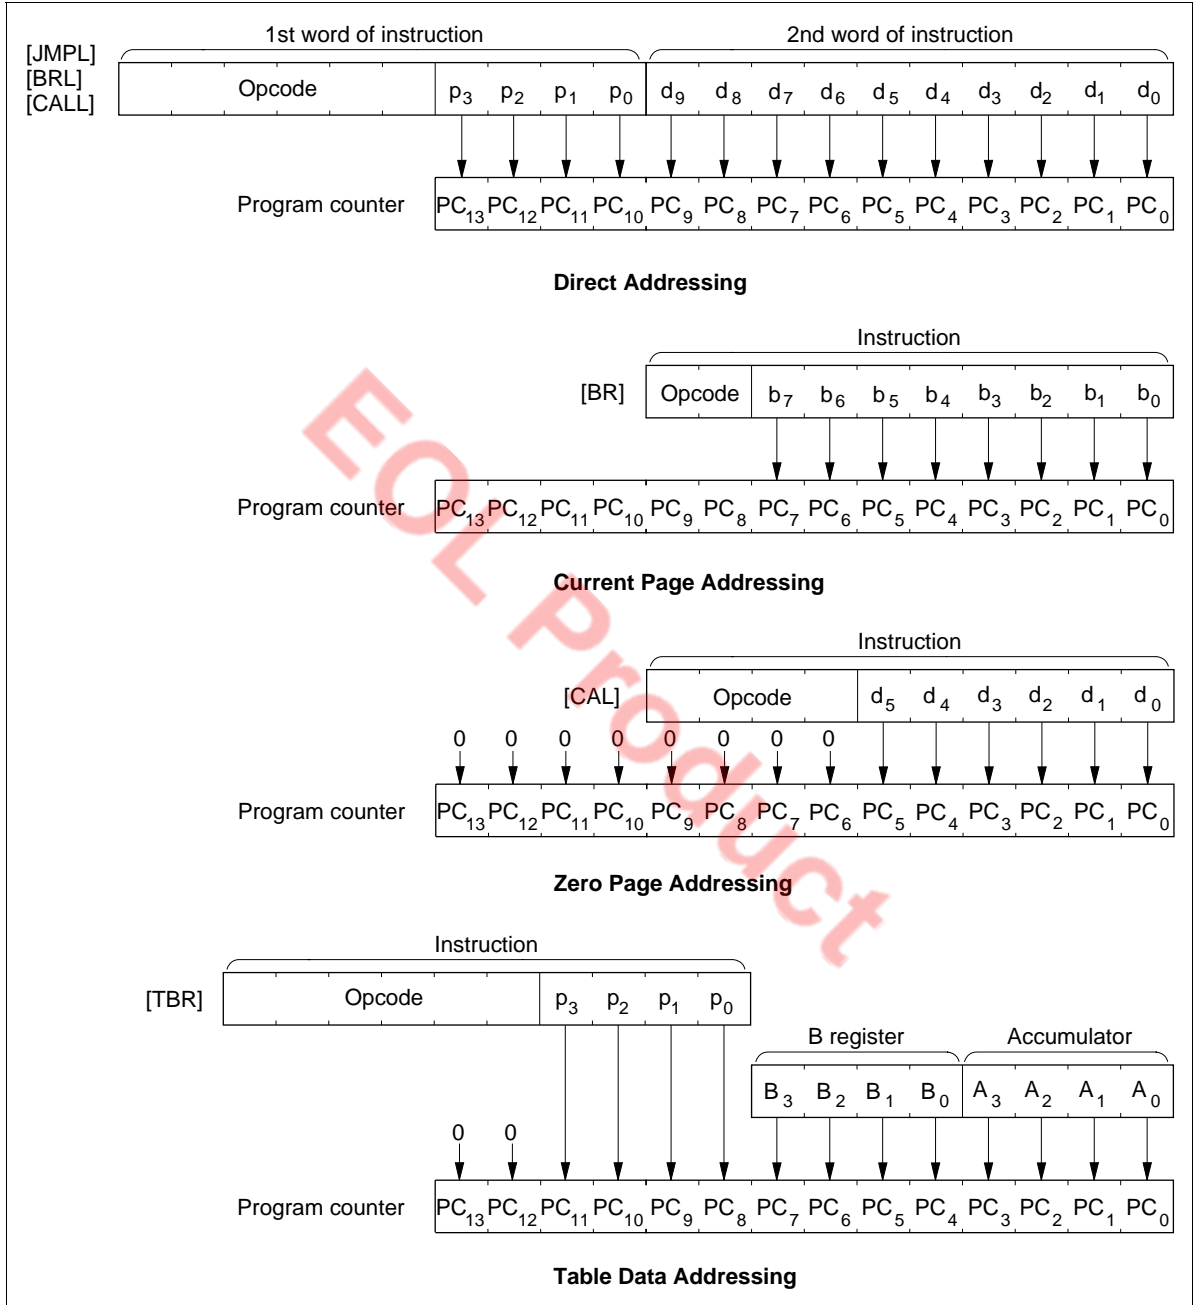 1st word of instruction 2nd word of instruction
[JMPL]
[BRL]
[CALL]
Opcode p3 p2 p1 p0 d9 d8 d7 d6 d5 d4 d3 d2 d1 d0
Program counter PC13 PC12 PC11 PC10 PC9 PC8 PC7 PC6 PC5 PC4 PC3 PC2 PC1 PC0
Direct Addressing
Instruction
[BR] Opcode b7 b6 b5 b4 b3 b2 b1 b0
Program counter PC13 PC12 PC11 PC10 PC9 PC8 PC7 PC6 PC5 PC4 PC3 PC2 PC1 PC0
Current Page Addressing
Instruction
[CAL] Opcode d5 d4 d3 d2 d1 d0
0 0 0 0 0 0 0 0
Program counter PC13 PC12 PC11 PC10 PC9 PC8 PC7 PC6 PC5 PC4 PC3 PC2 PC1 PC0
Zero Page Addressing
Instruction
[TBR] Opcode p3 p2 p1 p0
B register Accumulator
B3 B2 B1 B0 A3 A2 A1 A0
0 0
Program counter PC13 PC12 PC11 PC10 PC9 PC8 PC7 PC6 PC5 PC4 PC3 PC2 PC1 PC0
Table Data Addressing
EOL Product